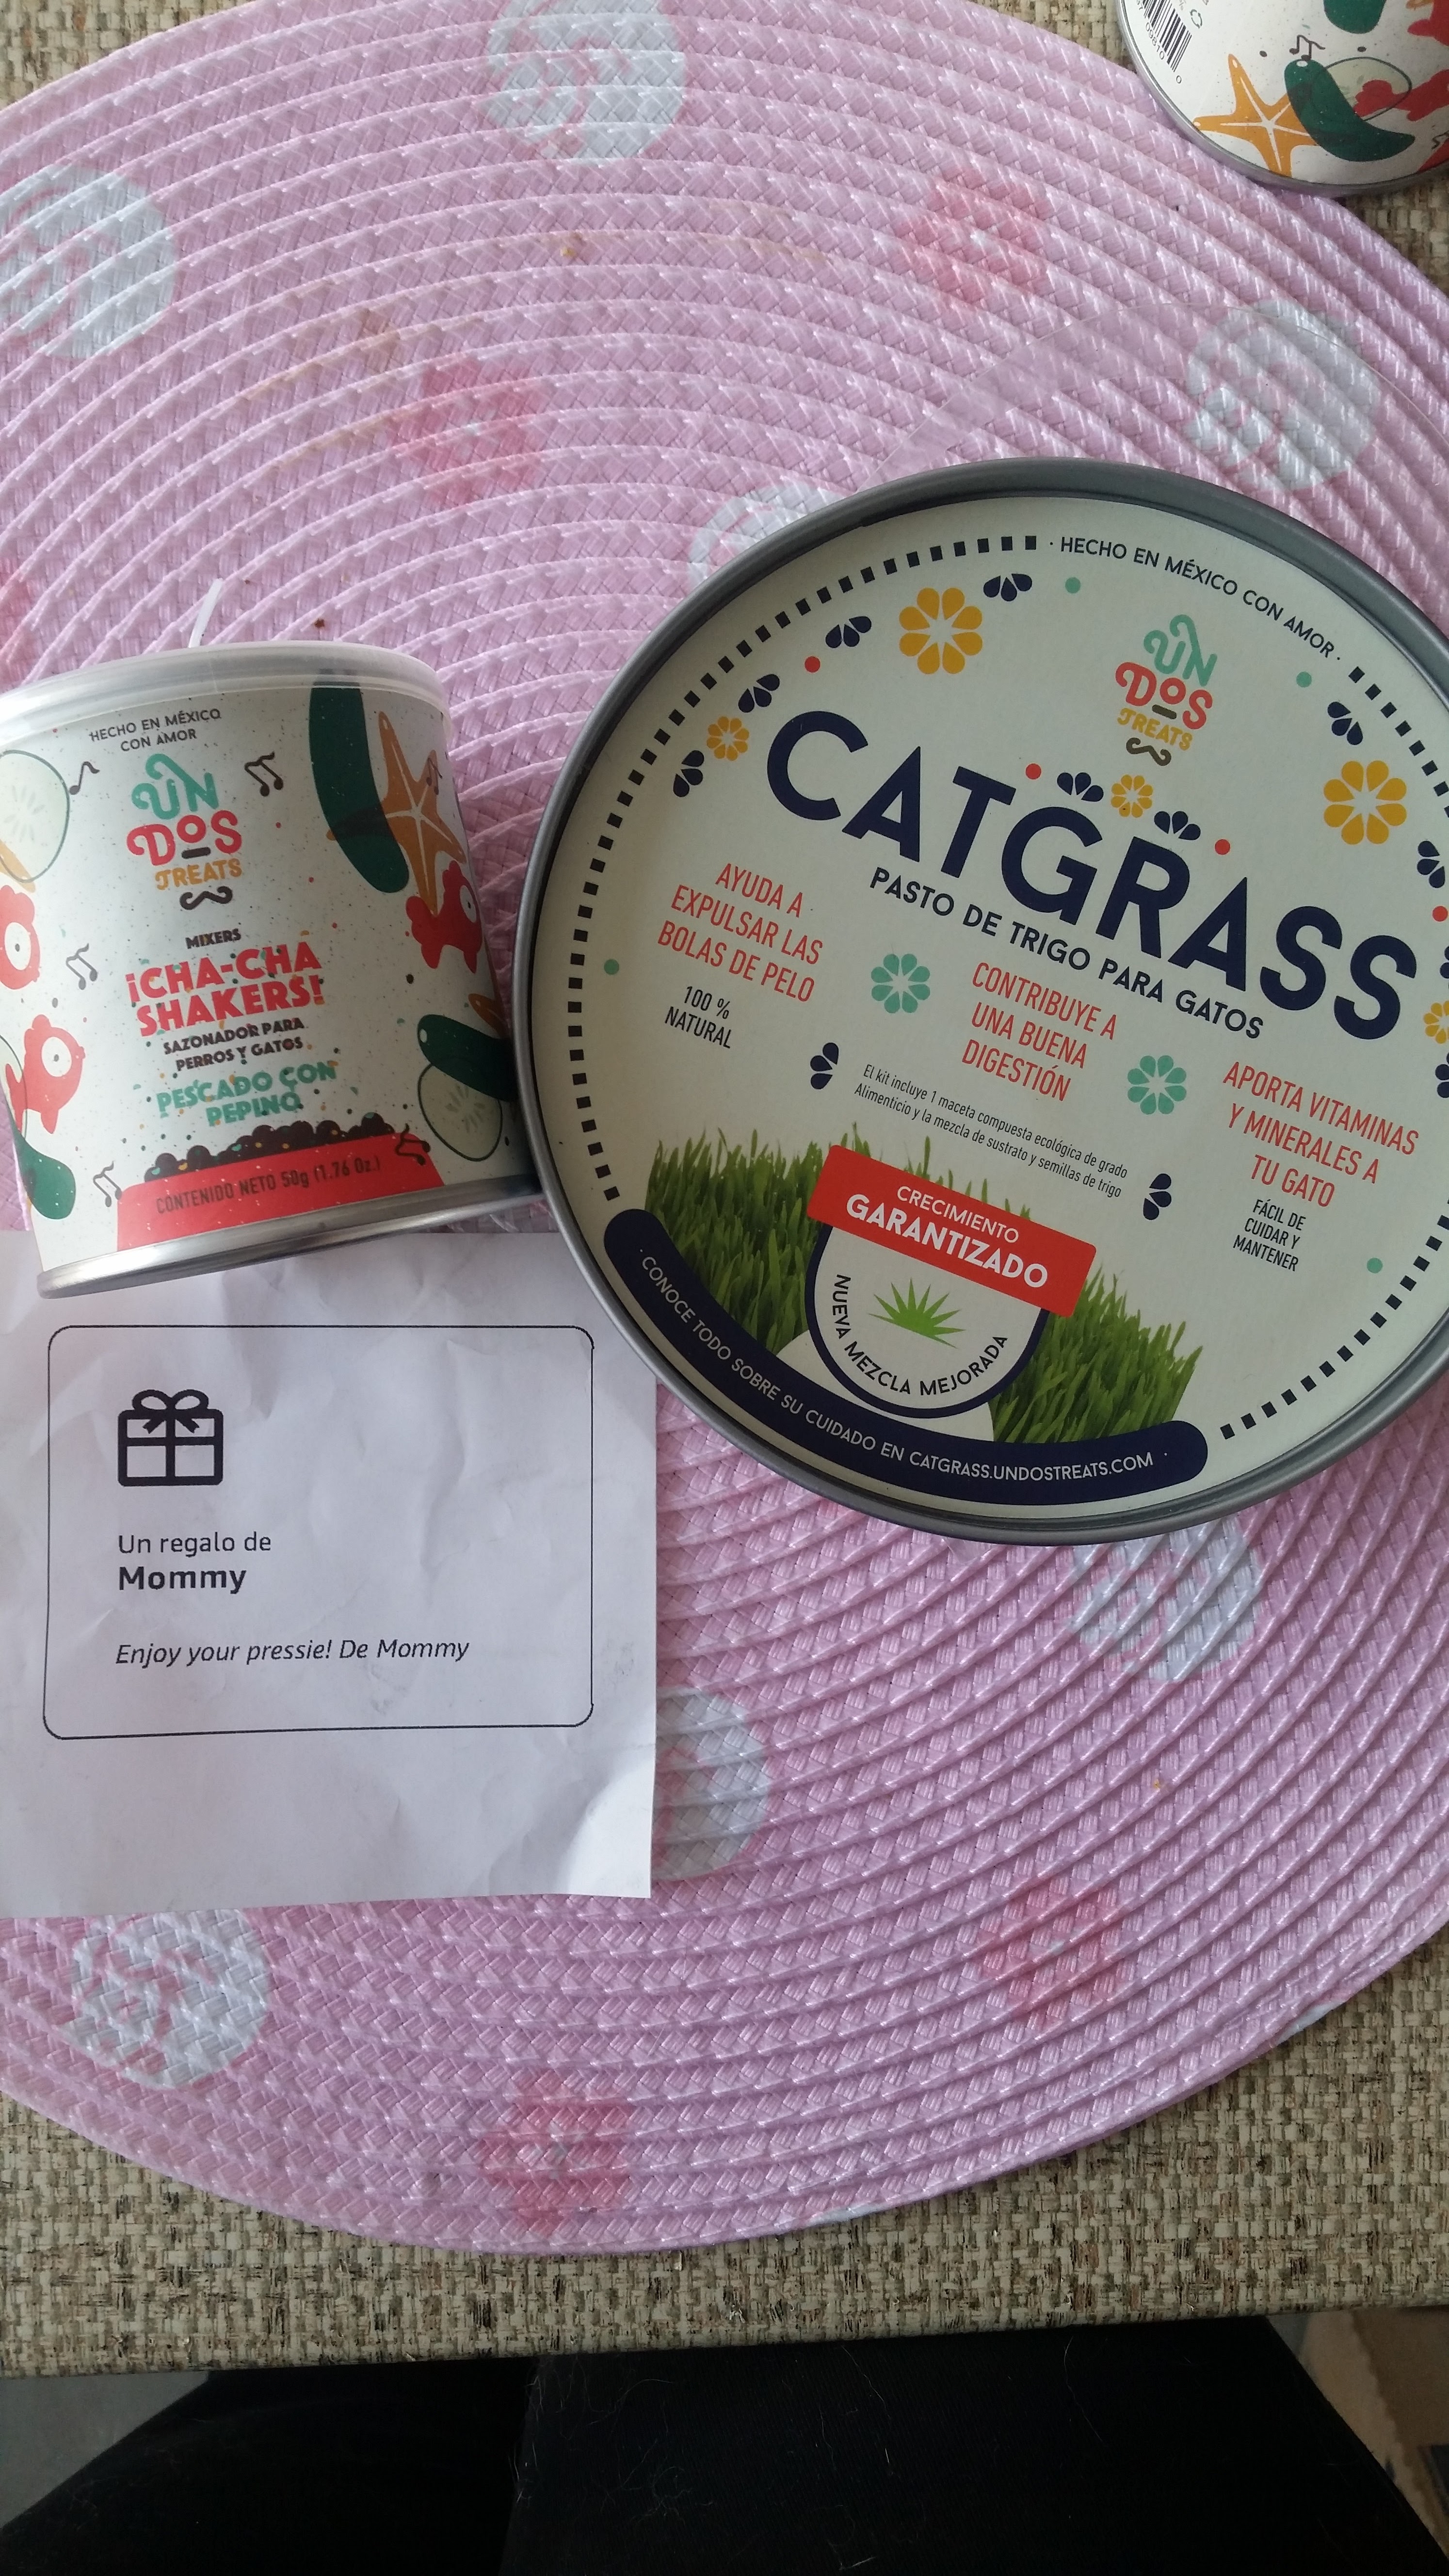 HECHO EN MÉXICO
CON AMOR
ÚN
DOS
TREATS
MIXERS
¡CHA-CHA
SHAKERS!
SAZONADOR PARA
PERROS Y GATOS
PESCADO CON
PEPINO
CONTENIDO NETO 50g (1.76 Oz.)
· HECHO EN MÉXICO CON AMOR ·
ÚN
DOS
TREATS
CATGRASS
PASTO DE TRIGO PARA GATOS
AYUDA A
EXPULSAR LAS
BOLAS DE PELO
100 %
NATURAL
CONTRIBUYE A
UNA BUENA
DIGESTIÓN
APORTA VITAMINAS
Y MINERALES A
TU GATO
FÁCIL DE
CUIDAR Y
MANTENER
El kit incluye 1 maceta compuesta ecológica de grado
Alimenticio y la mezcla de sustrato y semillas de trigo
CRECIMIENTO
GARANTIZADO
NUEVA MEZCLA MEJORADA
· CONOCE TODO SOBRE SU CUIDADO EN CATGRASS.UNDOSTREATS.COM ·
Un regalo de
Mommy
Enjoy your pressie! De Mommy